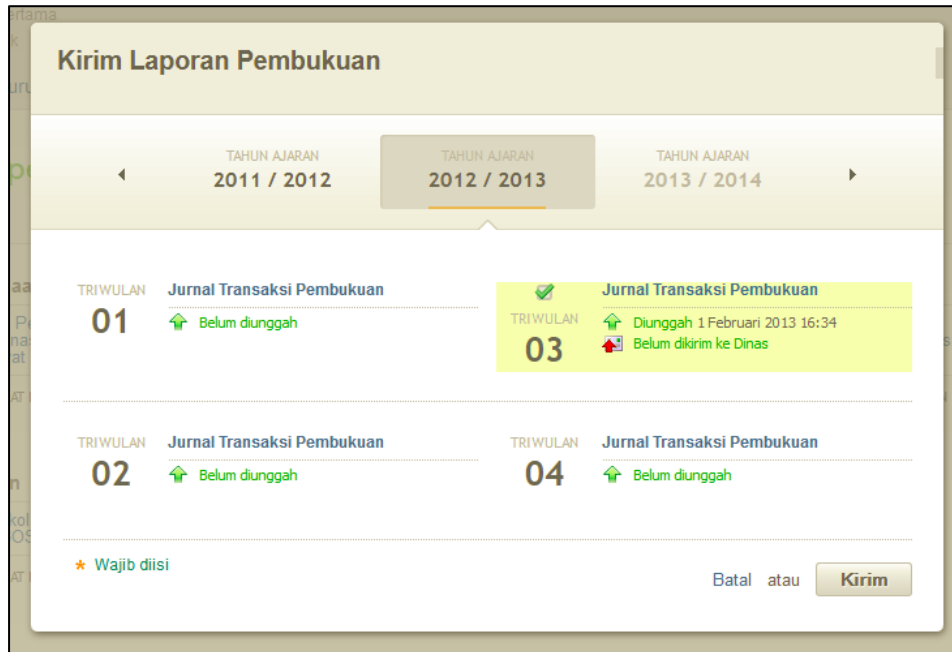 ertama
k
Kirim Laporan Pembukuan
TAHUN AJARAN
2011 / 2012
TAHUN AJARAN
2012 / 2013
TAHUN AJARAN
2013 / 2014
TRIWULAN
01
Jurnal Transaksi Pembukuan
Belum diunggah
TRIWULAN
03
Jurnal Transaksi Pembukuan
Diunggah 1 Februari 2013 16:34
Belum dikirim ke Dinas
TRIWULAN
02
Jurnal Transaksi Pembukuan
Belum diunggah
TRIWULAN
04
Jurnal Transaksi Pembukuan
Belum diunggah
* Wajib diisi
Batal atau Kirim